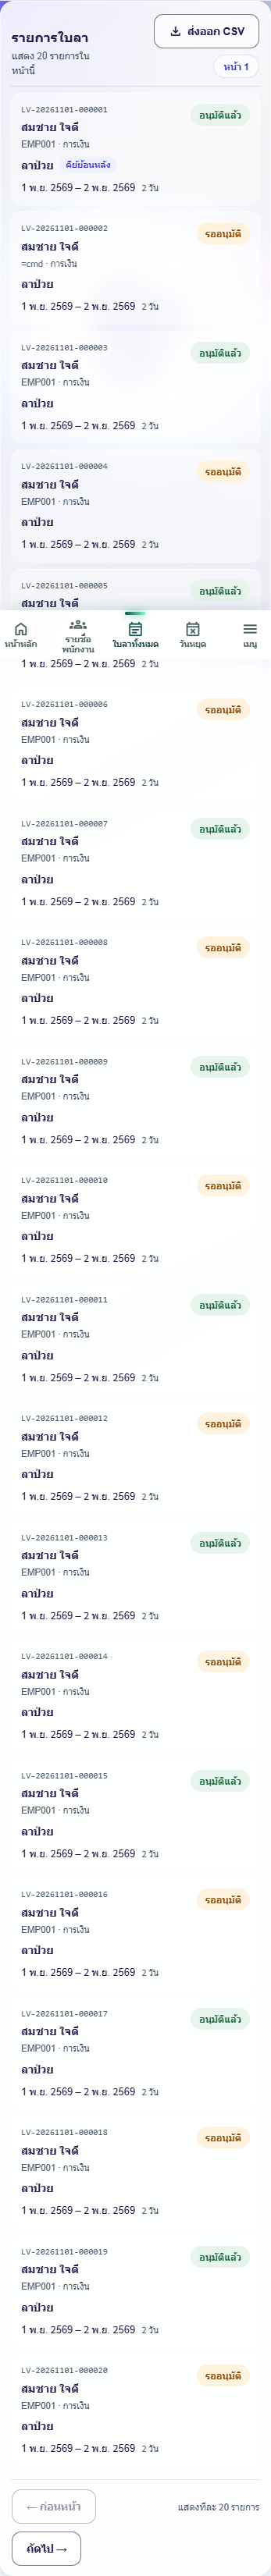 รายการใบลา
แสดง 20 รายการใน
หน้านี้
ส่งออก CSV
หน้า 1
LV-20261101-000001
อนุมัติแล้ว
สมชาย ใจดี
EMP001 · การเงิน
ลาป่วย คีย์ย้อนหลัง
1 พ.ย. 2569 – 2 พ.ย. 2569 2 วัน
LV-20261101-000002
รออนุมัติ
สมชาย ใจดี
=cmd · การเงิน
ลาป่วย
1 พ.ย. 2569 – 2 พ.ย. 2569 2 วัน
LV-20261101-000003
อนุมัติแล้ว
สมชาย ใจดี
EMP001 · การเงิน
ลาป่วย
1 พ.ย. 2569 – 2 พ.ย. 2569 2 วัน
LV-20261101-000004
รออนุมัติ
สมชาย ใจดี
EMP001 · การเงิน
ลาป่วย
1 พ.ย. 2569 – 2 พ.ย. 2569 2 วัน
LV-20261101-000005
อนุมัติแล้ว
สมชาย ใจดี
หน้าหลัก
รายชื่อ
พนักงาน
ใบลาทั้งหมด
วันหยุด
เมนู
1 พ.ย. 2569 – 2 พ.ย. 2569 2 วัน
LV-20261101-000006
รออนุมัติ
สมชาย ใจดี
EMP001 · การเงิน
ลาป่วย
1 พ.ย. 2569 – 2 พ.ย. 2569 2 วัน
LV-20261101-000007
อนุมัติแล้ว
สมชาย ใจดี
EMP001 · การเงิน
ลาป่วย
1 พ.ย. 2569 – 2 พ.ย. 2569 2 วัน
LV-20261101-000008
รออนุมัติ
สมชาย ใจดี
EMP001 · การเงิน
ลาป่วย
1 พ.ย. 2569 – 2 พ.ย. 2569 2 วัน
LV-20261101-000009
อนุมัติแล้ว
สมชาย ใจดี
EMP001 · การเงิน
ลาป่วย
1 พ.ย. 2569 – 2 พ.ย. 2569 2 วัน
LV-20261101-000010
รออนุมัติ
สมชาย ใจดี
EMP001 · การเงิน
ลาป่วย
1 พ.ย. 2569 – 2 พ.ย. 2569 2 วัน
LV-20261101-000011
อนุมัติแล้ว
สมชาย ใจดี
EMP001 · การเงิน
ลาป่วย
1 พ.ย. 2569 – 2 พ.ย. 2569 2 วัน
LV-20261101-000012
รออนุมัติ
สมชาย ใจดี
EMP001 · การเงิน
ลาป่วย
1 พ.ย. 2569 – 2 พ.ย. 2569 2 วัน
LV-20261101-000013
อนุมัติแล้ว
สมชาย ใจดี
EMP001 · การเงิน
ลาป่วย
1 พ.ย. 2569 – 2 พ.ย. 2569 2 วัน
LV-20261101-000014
รออนุมัติ
สมชาย ใจดี
EMP001 · การเงิน
ลาป่วย
1 พ.ย. 2569 – 2 พ.ย. 2569 2 วัน
LV-20261101-000015
อนุมัติแล้ว
สมชาย ใจดี
EMP001 · การเงิน
ลาป่วย
1 พ.ย. 2569 – 2 พ.ย. 2569 2 วัน
LV-20261101-000016
รออนุมัติ
สมชาย ใจดี
EMP001 · การเงิน
ลาป่วย
1 พ.ย. 2569 – 2 พ.ย. 2569 2 วัน
LV-20261101-000017
อนุมัติแล้ว
สมชาย ใจดี
EMP001 · การเงิน
ลาป่วย
1 พ.ย. 2569 – 2 พ.ย. 2569 2 วัน
LV-20261101-000018
รออนุมัติ
สมชาย ใจดี
EMP001 · การเงิน
ลาป่วย
1 พ.ย. 2569 – 2 พ.ย. 2569 2 วัน
LV-20261101-000019
อนุมัติแล้ว
สมชาย ใจดี
EMP001 · การเงิน
ลาป่วย
1 พ.ย. 2569 – 2 พ.ย. 2569 2 วัน
LV-20261101-000020
รออนุมัติ
สมชาย ใจดี
EMP001 · การเงิน
ลาป่วย
1 พ.ย. 2569 – 2 พ.ย. 2569 2 วัน
← ก่อนหน้า
แสดงทีละ 20 รายการ
ถัดไป →